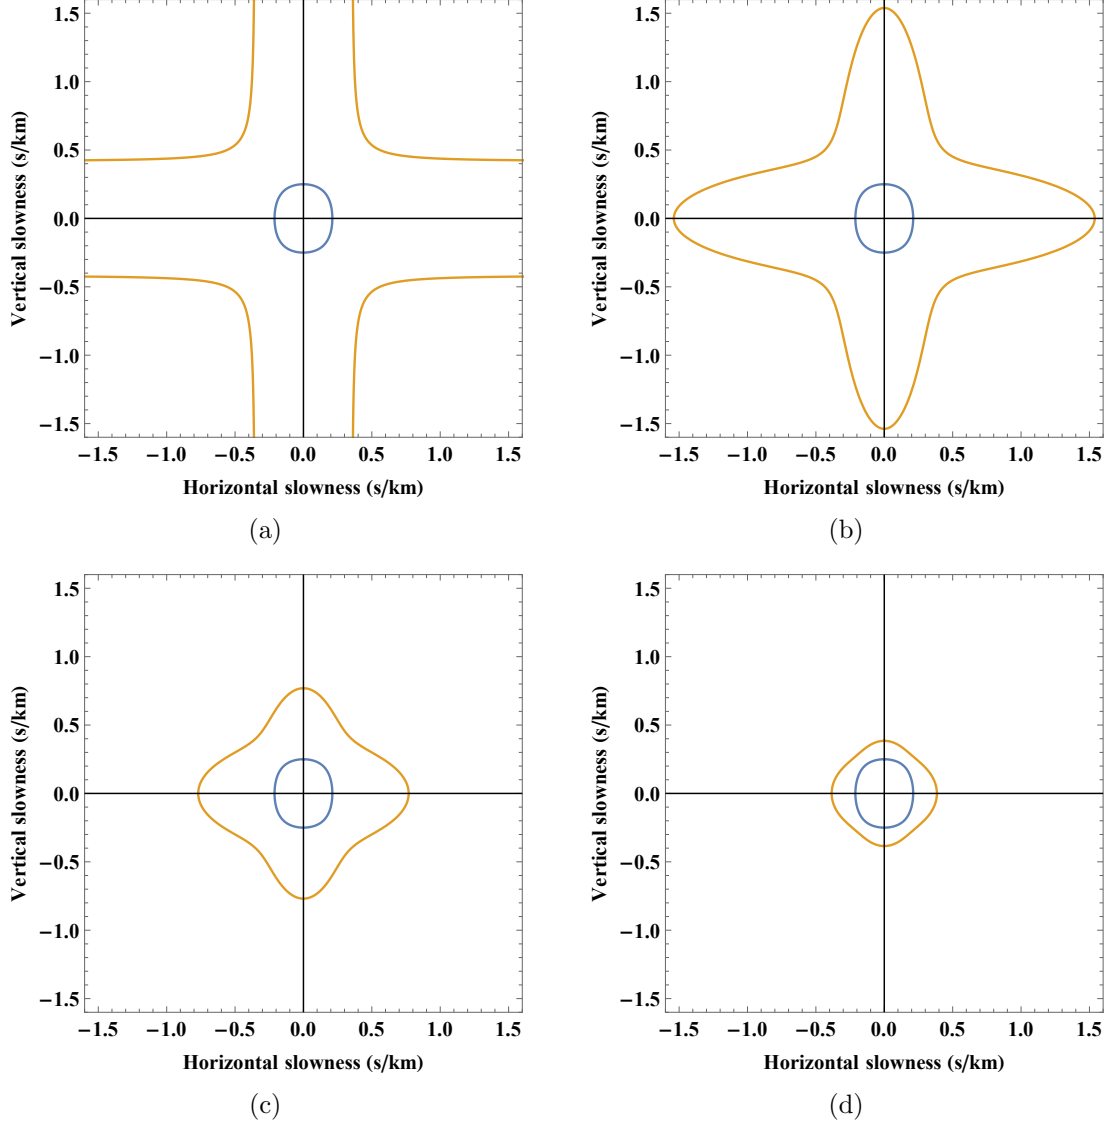 1.5 1.5
1.0 1.0
0.5 0.5
0.0 0.0
−0.5 −0.5
−1.0 −1.0
−1.5 −1.5
Vertical slowness (s/km) Vertical slowness (s/km)
−1.5 −1.0 −0.5 0.0 0.5 1.0 1.5 −1.5 −1.0 −0.5 0.0 0.5 1.0 1.5
Horizontal slowness (s/km) Horizontal slowness (s/km)
(a) (b)
1.5 1.5
1.0 1.0
0.5 0.5
0.0 0.0
−0.5 −0.5
−1.0 −1.0
−1.5 −1.5
Vertical slowness (s/km) Vertical slowness (s/km)
−1.5 −1.0 −0.5 0.0 0.5 1.0 1.5 −1.5 −1.0 −0.5 0.0 0.5 1.0 1.5
Horizontal slowness (s/km) Horizontal slowness (s/km)
(c) (d)